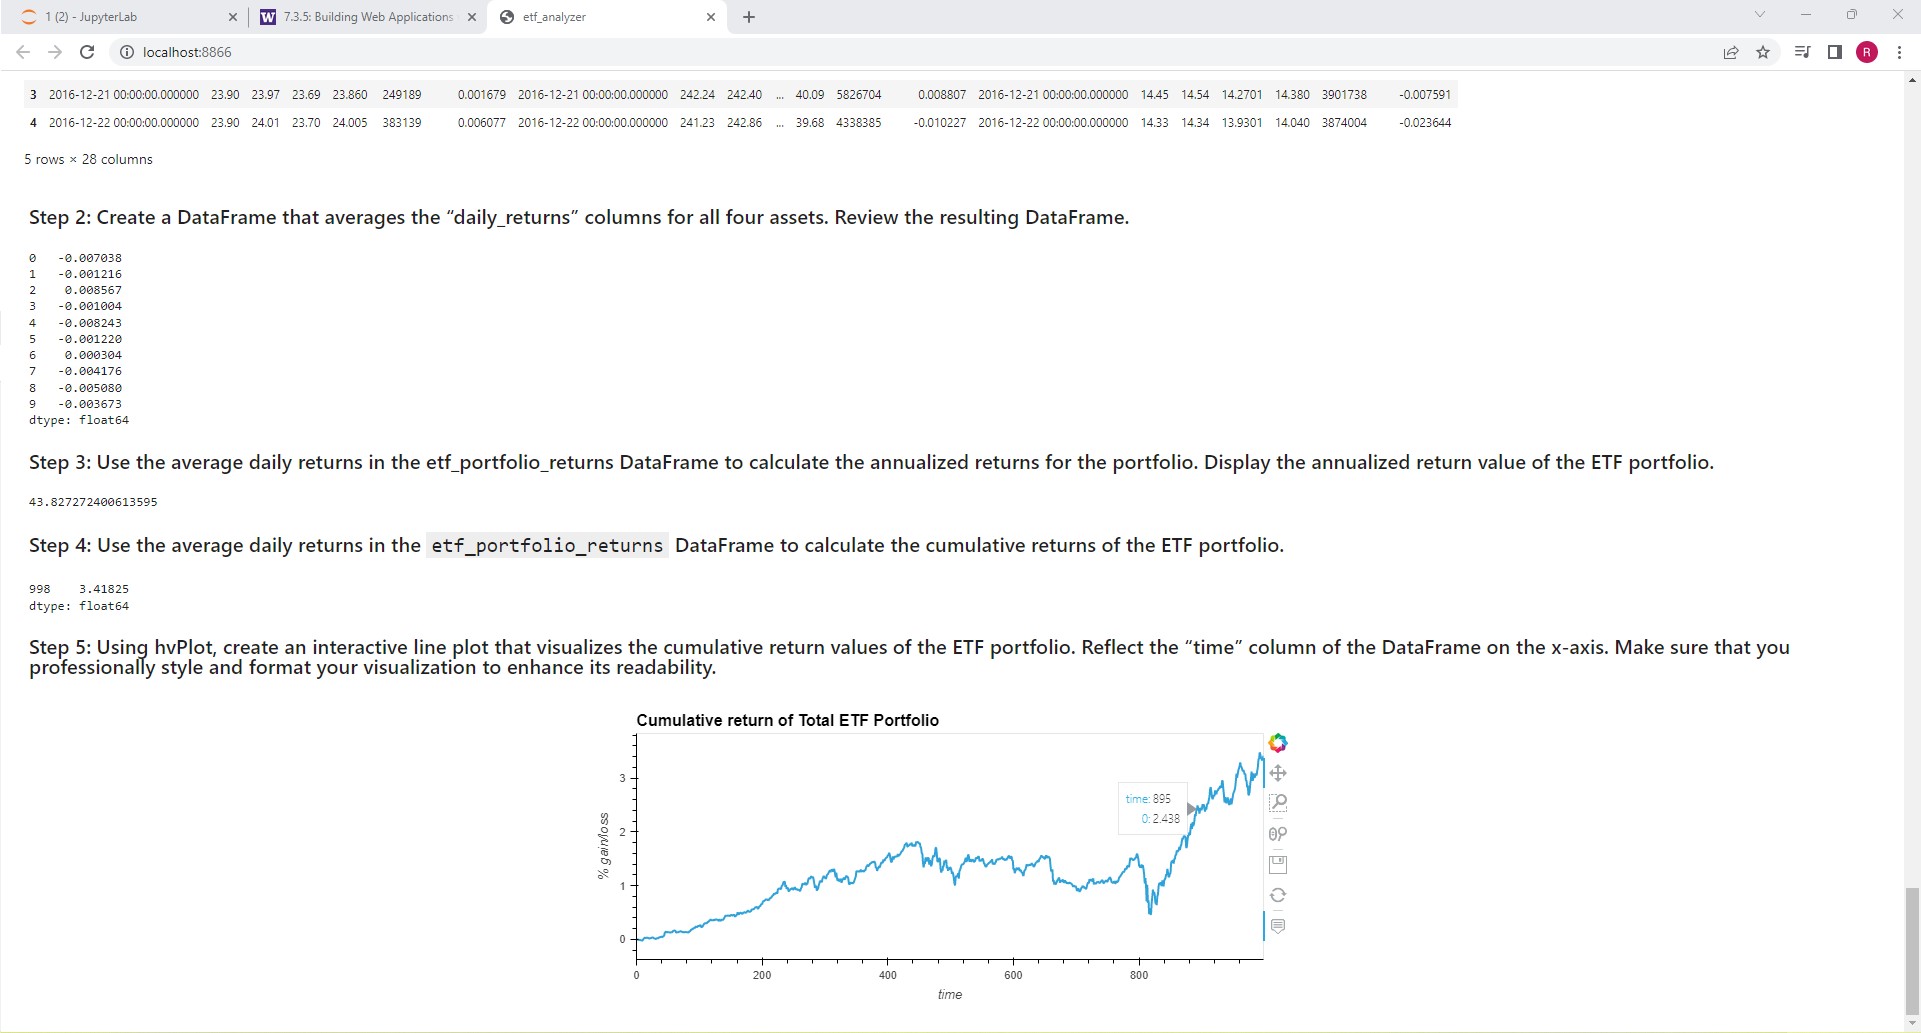 1 (2) - JupyterLab
7.3.5: Building Web Applications
etf_analyzer
localhost:8866
R
3 2016-12-21 00:00:00.000000 23.90 23.97 23.69 23.860 249189 0.001679 2016-12-21 00:00:00.000000 242.24 242.40 ... 40.09 5826704 0.008807 2016-12-21 00:00:00.000000 14.45 14.54 14.2701 14.380 3901738 -0.007591
4 2016-12-22 00:00:00.000000 23.90 24.01 23.70 24.005 383139 0.006077 2016-12-22 00:00:00.000000 241.23 242.86 ... 39.68 4338385 -0.010227 2016-12-22 00:00:00.000000 14.33 14.34 13.9301 14.040 3874004 -0.023644
5 rows × 28 columns
Step 2: Create a DataFrame that averages the “daily_returns” columns for all four assets. Review the resulting DataFrame.
0 -0.007038
1 -0.001216
2 0.008567
3 -0.001004
4 -0.008243
5 -0.001220
6 0.000304
7 -0.004176
8 -0.005080
9 -0.003673
dtype: float64
Step 3: Use the average daily returns in the etf_portfolio_returns DataFrame to calculate the annualized returns for the portfolio. Display the annualized return value of the ETF portfolio.
43.827272400613595
Step 4: Use the average daily returns in the etf_portfolio_returns DataFrame to calculate the cumulative returns of the ETF portfolio.
998 3.41825
dtype: float64
Step 5: Using hvPlot, create an interactive line plot that visualizes the cumulative return values of the ETF portfolio. Reflect the “time” column of the DataFrame on the x-axis. Make sure that you
professionally style and format your visualization to enhance its readability.
Cumulative return of Total ETF Portfolio
3
time: 895
0: 2.438
2
% gain/loss
1
0
0 200 400 600 800
time